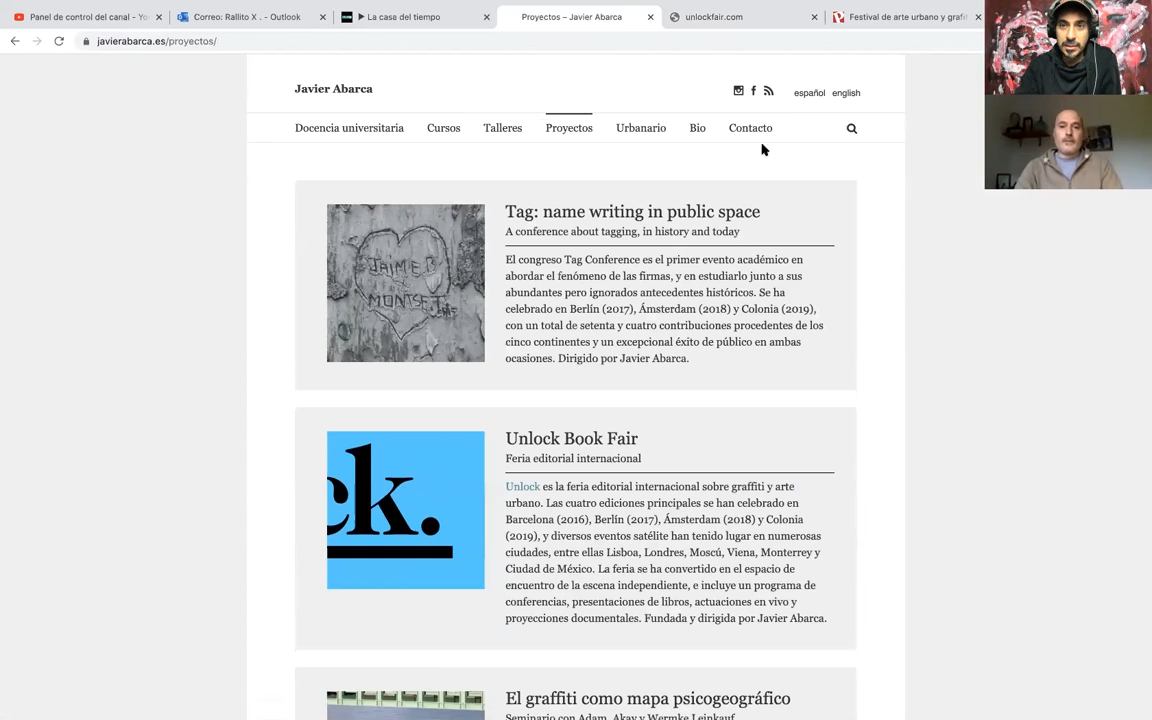 Panel de control del canal - Yo
Correo: Rallito X . - Outlook
La casa del tiempo
Proyectos – Javier Abarca
unlockfair.com
Festival de arte urbano y grafit
javierabarca.es/proyectos/
Javier Abarca
español english
Docencia universitaria Cursos Talleres Proyectos Urbanario Bio Contacto
JAIME B
MONTSE
Tag: name writing in public space
A conference about tagging, in history and today
El congreso Tag Conference es el primer evento académico en
abordar el fenómeno de las firmas, y en estudiarlo junto a sus
abundantes pero ignorados antecedentes históricos. Se ha
celebrado en Berlín (2017), Ámsterdam (2018) y Colonia (2019),
con un total de setenta y cuatro contribuciones procedentes de los
cinco continentes y un excepcional éxito de público en ambas
ocasiones. Dirigido por Javier Abarca.
ck.
Unlock Book Fair
Feria editorial internacional
Unlock es la feria editorial internacional sobre graffiti y arte
urbano. Las cuatro ediciones principales se han celebrado en
Barcelona (2016), Berlín (2017), Ámsterdam (2018) y Colonia
(2019), y diversos eventos satélite han tenido lugar en numerosas
ciudades, entre ellas Lisboa, Londres, Moscú, Viena, Monterrey y
Ciudad de México. La feria se ha convertido en el espacio de
encuentro de la escena independiente, e incluye un programa de
conferencias, presentaciones de libros, actuaciones en vivo y
proyecciones documentales. Fundada y dirigida por Javier Abarca.
El graffiti como mapa psicogeográfico
Seminario con Adam, Akay y Wermke Leinkauf